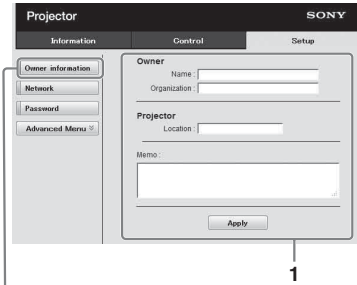 Projector SONY
Information Control Setup
Owner information
Network
Password
Advanced Menu
Owner
Name :
Organization :
Projector
Location :
Memo :
Apply
1